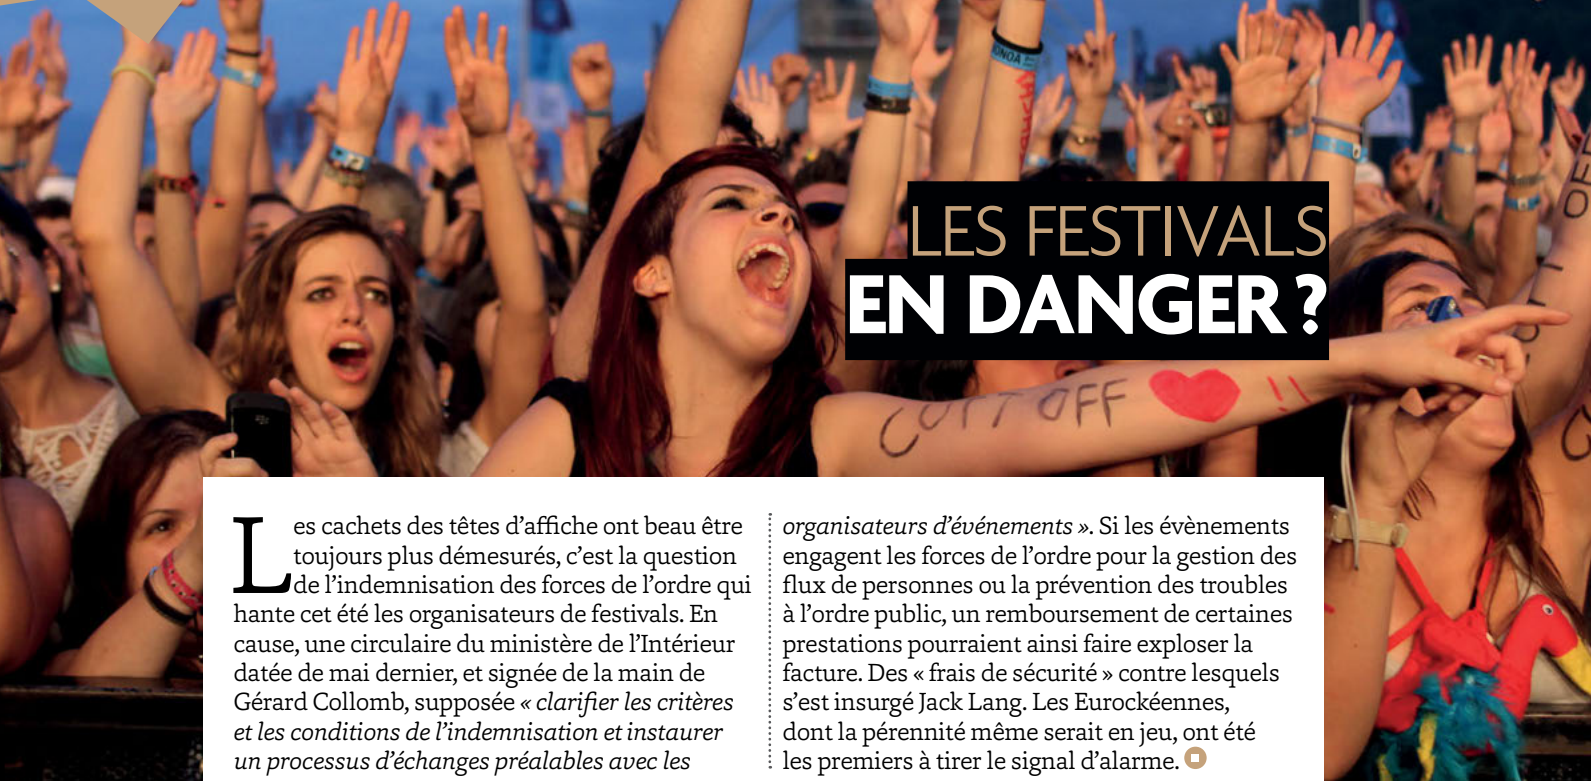 LES FESTIVALS
EN DANGER ?
CUTT OFF
Les cachets des têtes d’affiche ont beau être
toujours plus démesurés, c’est la question
de l’indemnisation des forces de l’ordre qui
hante cet été les organisateurs de festivals. En
cause, une circulaire du ministère de l’Intérieur
datée de mai dernier, et signée de la main de
Gérard Collomb, supposée « clarifier les critères
et les conditions de l’indemnisation et instaurer
un processus d’échanges préalables avec les
organisateurs d’événements ». Si les évènements
engagent les forces de l’ordre pour la gestion des
flux de personnes ou la prévention des troubles
à l’ordre public, un remboursement de certaines
prestations pourraient ainsi faire exploser la
facture. Des « frais de sécurité » contre lesquels
s’est insurgé Jack Lang. Les Eurockéennes,
dont la pérennité même serait en jeu, ont été
les premiers à tirer le signal d’alarme.